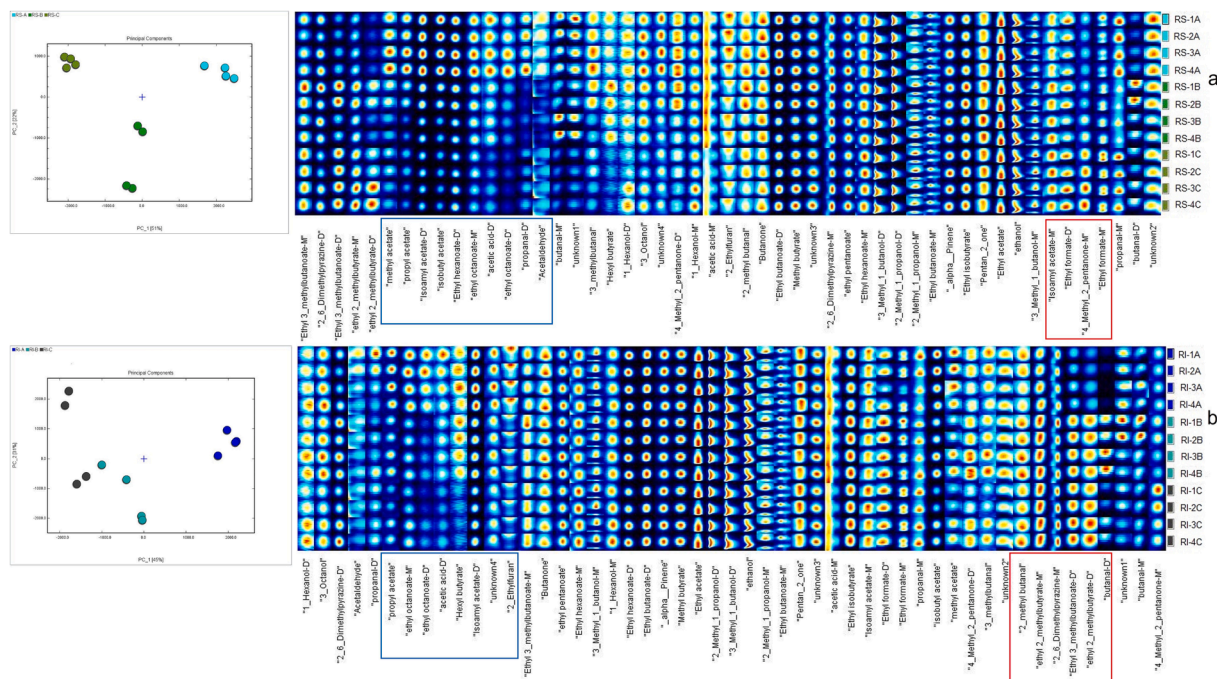 RS-A RS-B RS-C
Principal Components
PC_1 [51%]
RS-1A
RS-2A
RS-3A
RS-4A
RS-1B
RS-2B
RS-3B
RS-4B
RS-1C
RS-2C
RS-3C
RS-4C
a
"Ethyl 3_methylbutanoate-M"
"2_6_Dimethylpyrazine-D"
"Ethyl 3_methylbutanoate-D"
"ethyl 2_methylbutyrate-M"
"ethyl 2_methylbutyrate-D"
"methyl acetate"
"propyl acetate"
"Isoamyl acetate-D"
"isobutyl acetate"
"Ethyl hexanoate-D"
"ethyl octanoate-M"
"acetic acid-D"
"ethyl octanoate-D"
"propanal-D"
"Acetaldehyde"
"butanal-M"
"unknown1"
"3_methylbutanal"
"Hexyl butyrate"
"1_Hexanol-D"
"3_Octanol"
"unknown4"
"4_Methyl_2_pentanone-D"
"1_Hexanol-M"
"acetic acid-M"
"2_Ethylfuran"
"2_methyl butanal"
"Butanone"
"Ethyl butanoate-D"
"Methyl butyrate"
"unknown3"
"2_6_Dimethylpyrazine-M"
"ethyl pentanoate"
"Ethyl hexanoate-M"
"3_Methyl_1_butanol-D"
"2_Methyl_1_propanol-D"
"2_Methyl_1_propanol-M"
"Ethyl butanoate-M"
"_alpha__Pinene"
"Ethyl isobutyrate"
"Pentan_2_one"
"Ethyl acetate"
"ethanol"
"3_Methyl_1_butanol-M"
"Isoamyl acetate-M"
"Ethyl formate-D"
"4_Methyl_2_pentanone-M"
"Ethyl formate-M"
"propanal-M"
"butanal-D"
"unknown2"
RI-A RI-B RI-C
Principal Components
PC_1 [45%]
RI-1A
RI-2A
RI-3A
RI-4A
RI-1B
RI-2B
RI-3B
RI-4B
RI-1C
RI-2C
RI-3C
RI-4C
b
"1_Hexanol-D"
"3_Octanol"
"2_6_Dimethylpyrazine-D"
"Acetaldehyde"
"propanal-D"
"propyl acetate"
"ethyl octanoate-M"
"ethyl octanoate-D"
"acetic acid-D"
"Hexyl butyrate"
"Isoamyl acetate-D"
"unknown4"
"2_Ethylfuran"
"Ethyl 3_methylbutanoate-M"
"Butanone"
"ethyl pentanoate"
"Ethyl hexanoate-M"
"3_Methyl_1_butanol-M"
"1_Hexanol-M"
"Ethyl hexanoate-D"
"Ethyl butanoate-D"
"_alpha__Pinene"
"Methyl butyrate"
"Ethyl acetate"
"2_Methyl_1_propanol-D"
"3_Methyl_1_butanol-D"
"ethanol"
"2_Methyl_1_propanol-M"
"Ethyl butanoate-M"
"Pentan_2_one"
"unknown3"
"acetic acid-M"
"Ethyl isobutyrate"
"Isoamyl acetate-M"
"Ethyl formate-D"
"Ethyl formate-M"
"propanal-M"
"isobutyl acetate"
"methyl acetate"
"4_Methyl_2_pentanone-D"
"3_methylbutanal"
"unknown2"
"2_methyl butanal"
"ethyl 2_methylbutyrate-M"
"2_6_Dimethylpyrazine-M"
"Ethyl 3_methylbutanoate-D"
"ethyl 2_methylbutyrate-D"
"butanal-D"
"unknown1"
"butanal-M"
"4_Methyl_2_pentanone-M"